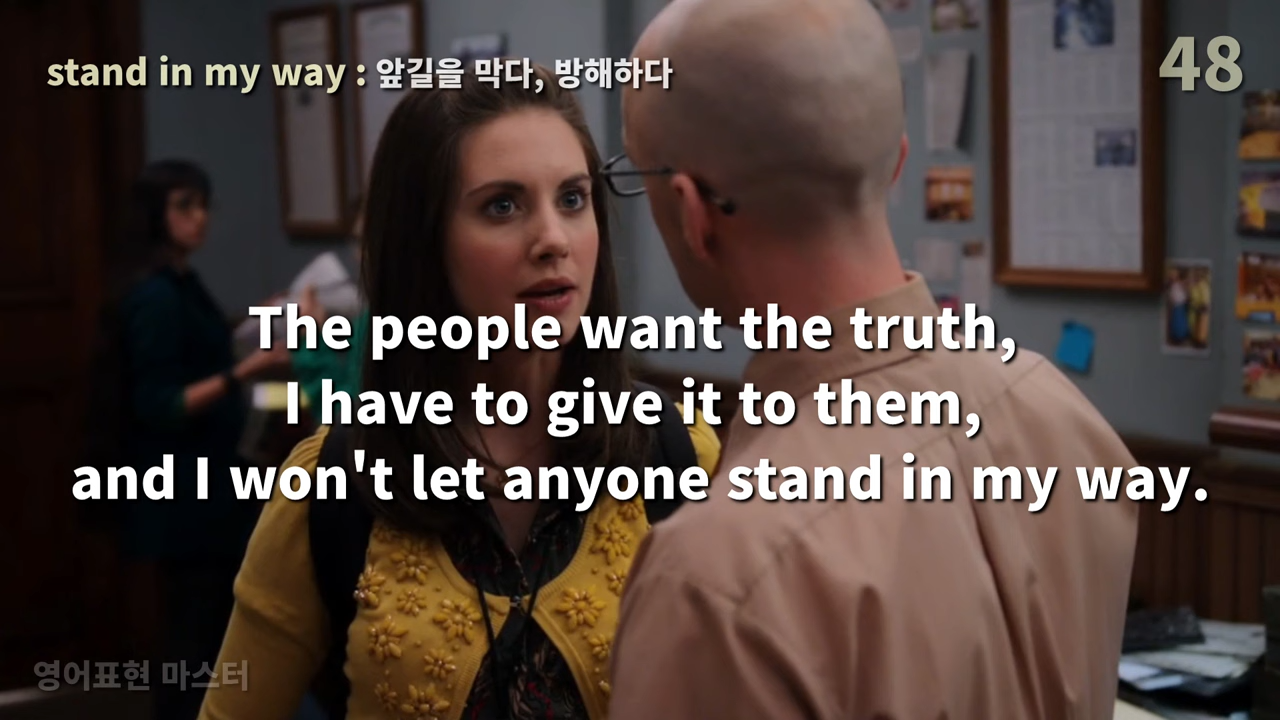 stand in my way : 앞길을 막다, 방해하다
48
The people want the truth,
I have to give it to them,
and I won't let anyone stand in my way.
영어표현 마스터